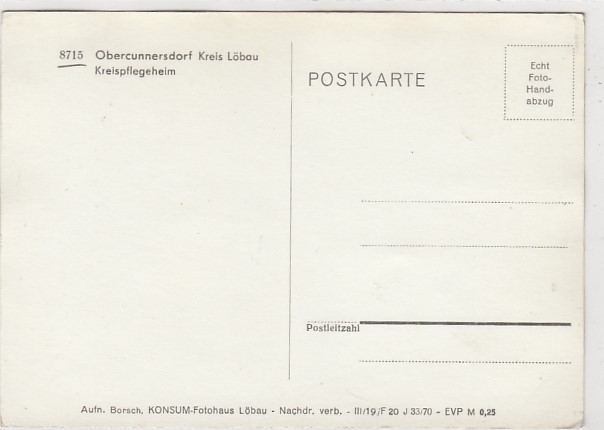 8715 Obercunnersdorf Kreis Löbau
Kreispflegeheim
POSTKARTE
Echt
Foto-
Hand-
abzug
Postleitzahl
Aufn. Borsch, KONSUM-Fotohaus Löbau - Nachdr. verb. - III/19/F 20 J 33/70 - EVP M 0,25